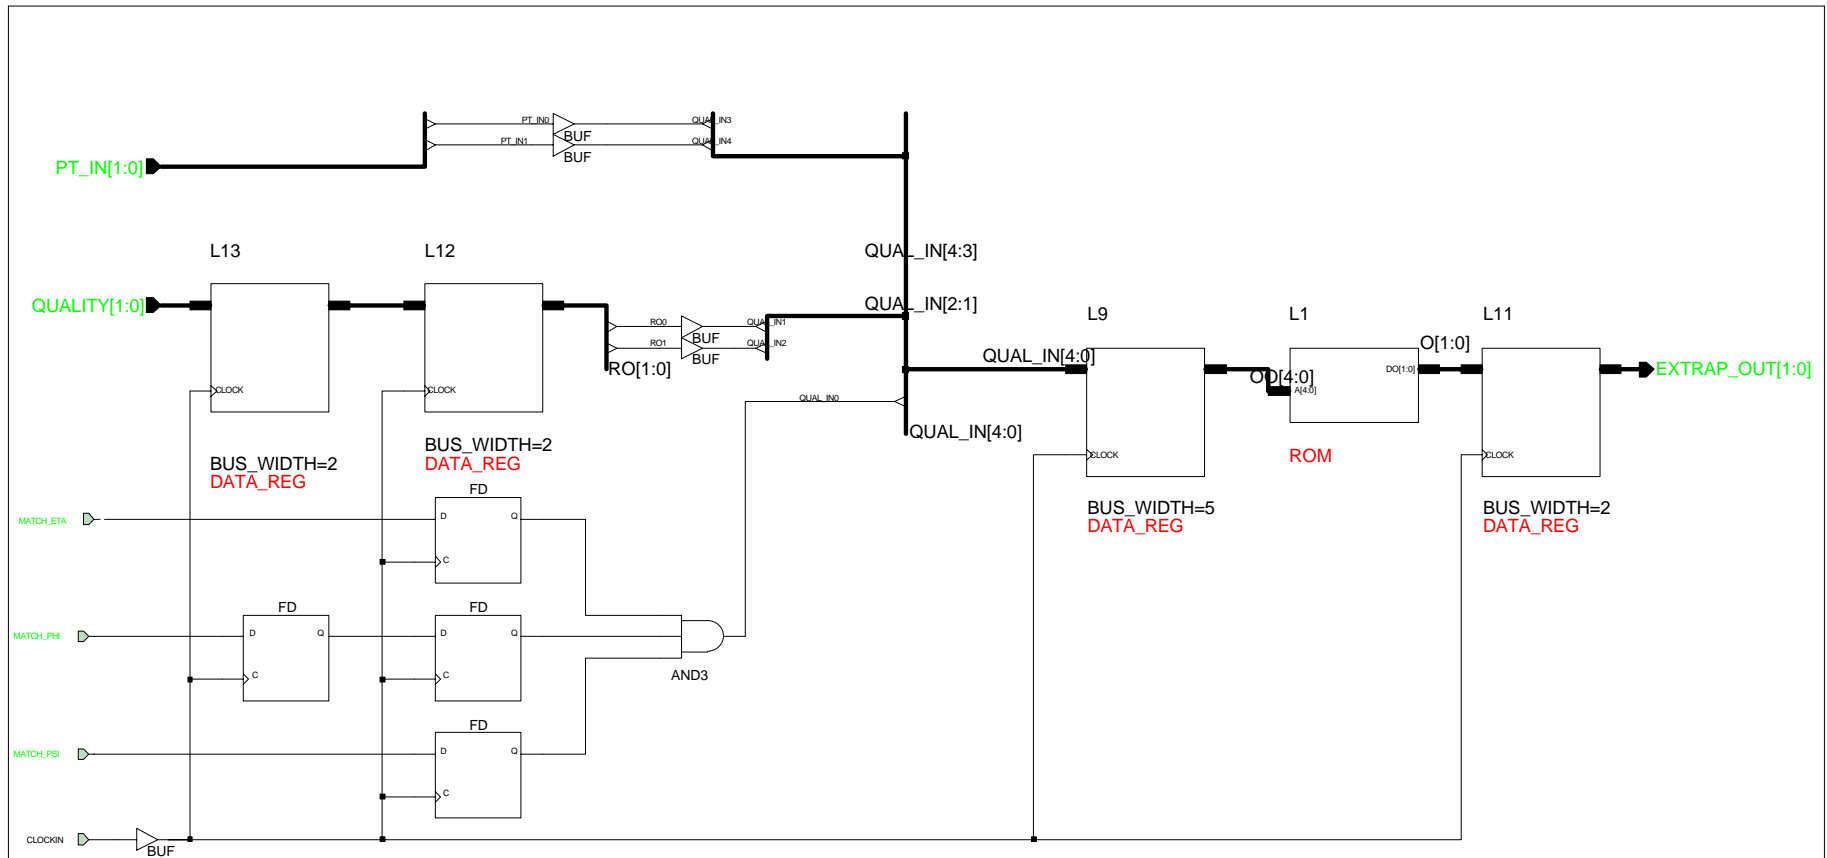 PT_IN0
QUAL_IN3
BUF
PT_IN1
QUAL_IN4
BUF
PT_IN[1:0]
L13
L12
QUAL_IN[4:3]
QUALITY[1:0]
QUAL_IN[2:1]
L9
L1
L11
RO0
QUAL_IN1
BUF
RO1
QUAL_IN2
BUF
RO[1:0]
QUAL_IN[4:0]
O[1:0]
OO[4:0]
DO[1:0]
A[4:0]
EXTRAP_OUT[1:0]
CLOCK
CLOCK
QUAL_IN0
QUAL_IN[4:0]
BUS_WIDTH=2
DATA_REG
BUS_WIDTH=2
DATA_REG
CLOCK
ROM
CLOCK
BUS_WIDTH=5
DATA_REG
BUS_WIDTH=2
DATA_REG
FD
MATCH_ETA
D
Q
C
FD
FD
MATCH_PHI
D
Q
D
Q
C
C
AND3
FD
MATCH_PSI
D
Q
C
CLOCKIN
BUF